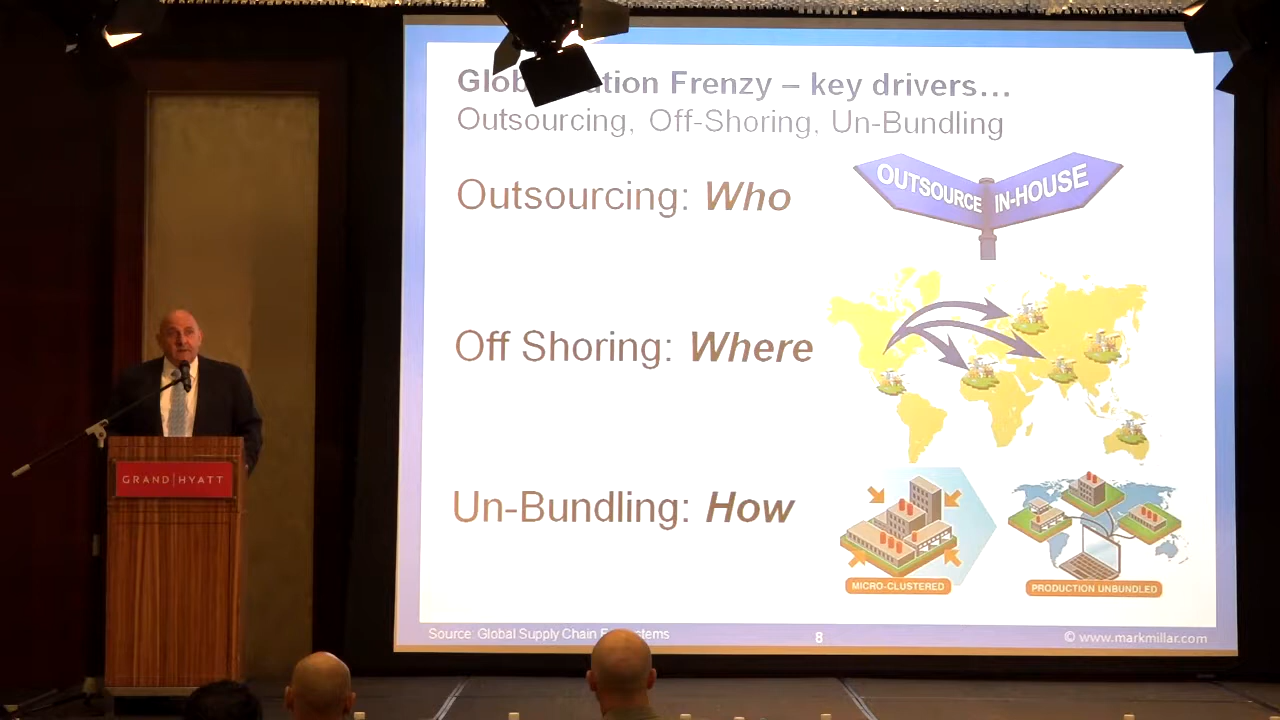 Glob tion Frenzy – key drivers…
Outsourcing, Off-Shoring, Un-Bundling
Outsourcing: Who
OUTSOURCE
IN-HOUSE
Off Shoring: Where
Un-Bundling: How
MICRO-CLUSTERED
PRODUCTION UNBUNDLED
Source: Global Supply Chain
8
© www.markmillar.com
GRAND HYATT